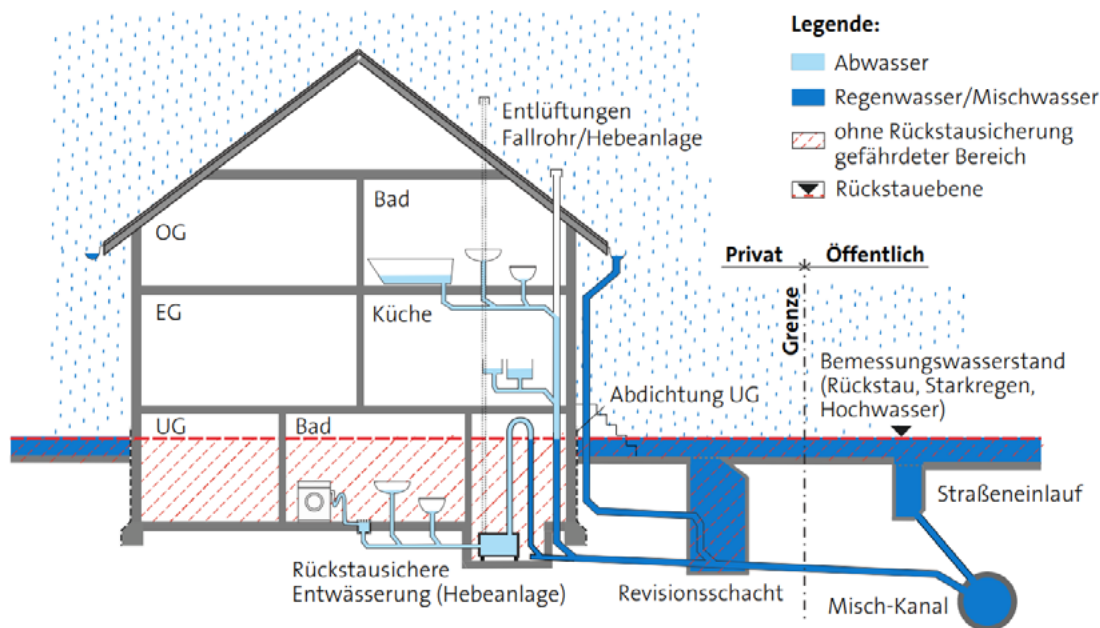 Legende:
Abwasser
Regenwasser/Mischwasser
ohne Rückstausicherung
gefährdeter Bereich
Rückstauebene
Entlüftungen
Fallrohr/Hebeanlage
Bad
OG
Privat
Öffentlich
Grenze
EG
Küche
Bemessungswasserstand
(Rückstau, Starkregen,
Hochwasser)
Abdichtung UG
UG
Bad
Straßeneinlauf
Rückstausichere
Entwässerung (Hebeanlage)
Revisionsschacht
Misch-Kanal